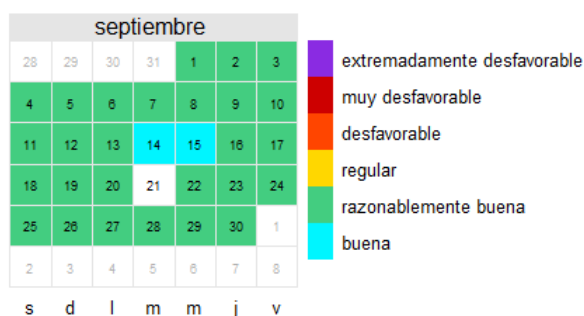 septiembre
28 29 30 31 1 2 3
4 5 6 7 8 9 10
11 12 13 14 15 16 17
18 19 20 21 22 23 24
25 26 27 28 29 30 1
2 3 4 5 6 7 8
s d l m m j v
extremadamente desfavorable
muy desfavorable
desfavorable
regular
razonablemente buena
buena